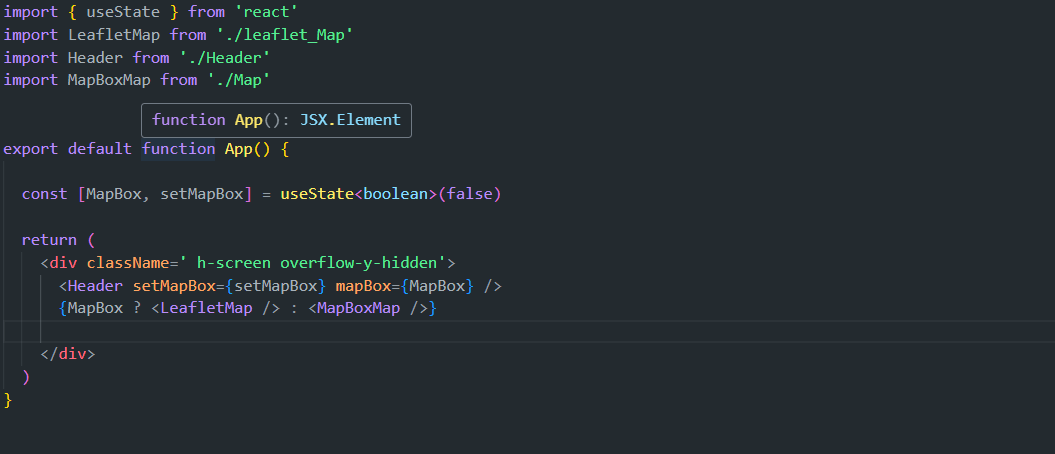 import { useState } from 'react'
import LeafletMap from './leaflet_Map'
import Header from './Header'
import MapBoxMap from './Map'
function App(): JSX.Element
export default function App() {
const [MapBox, setMapBox] = useState<boolean>(false)
return (
<div className=' h-screen overflow-y-hidden'>
<Header setMapBox={setMapBox} mapBox={MapBox} />
{MapBox ? <LeafletMap /> : <MapBoxMap />}
</div>
)
}